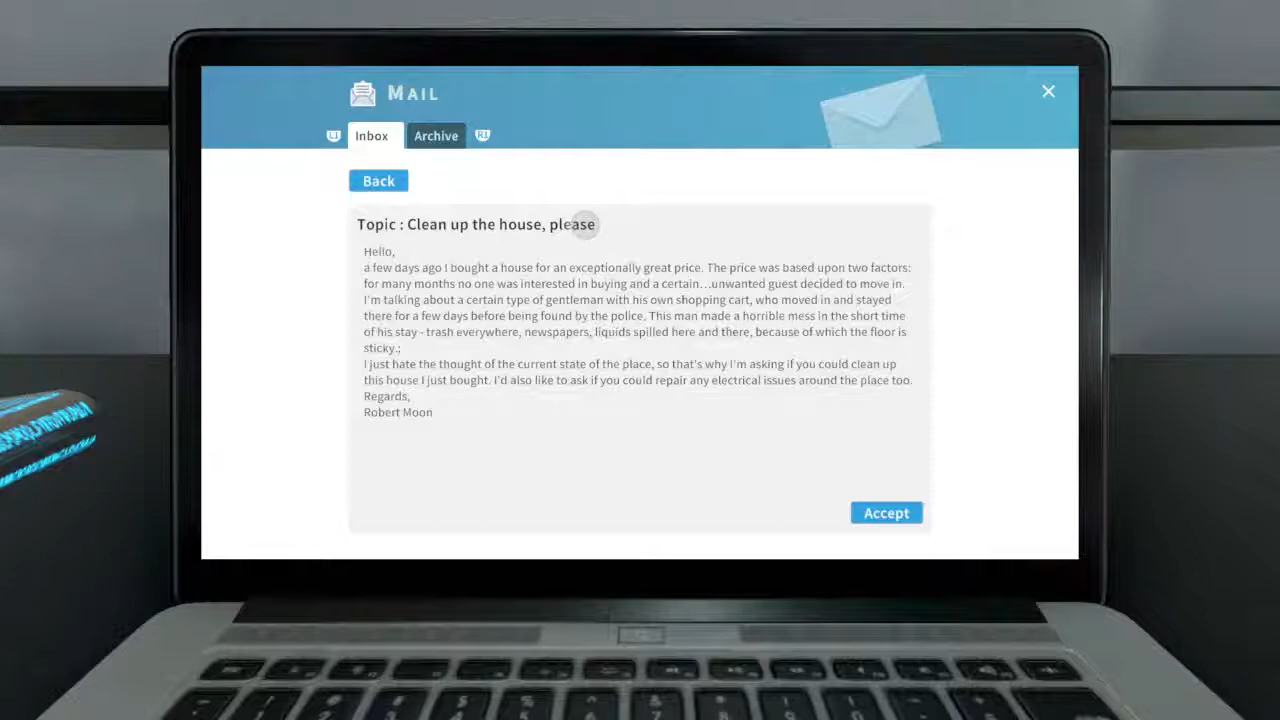 MAIL
L1 Inbox Archive R1
Back
Topic : Clean up the house, please
Hello,
a few days ago I bought a house for an exceptionally great price. The price was based upon two factors:
for many months no one was interested in buying and a certain...unwanted guest decided to move in.
I'm talking about a certain type of gentleman with his own shopping cart, who moved in and stayed
there for a few days before being found by the police. This man made a horrible mess in the short time
of his stay - trash everywhere, newspapers, liquids spilled here and there, because of which the floor is
sticky.;
I just hate the thought of the current state of the place, so that's why I'm asking if you could clean up
this house I just bought. I'd also like to ask if you could repair any electrical issues around the place too.
Regards,
Robert Moon
Accept